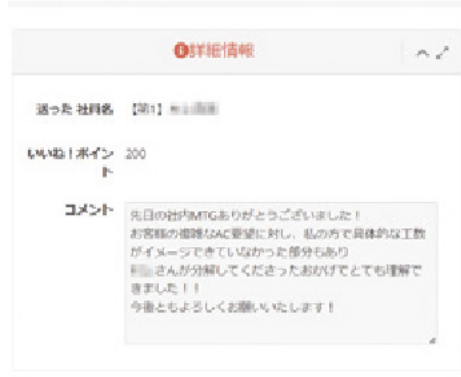 詳細情報
送った 社員名 【第1】
いいね！ポイント 200
コメント
先日の社内MTGありがとうございました！
お客様の複雑なAC要望に対し、私の方で具体的な工数
がイメージできていなかった部分もあり
さんが分解してくださったおかげでとても理解で
きました！！
今後ともよろしくお願いいたします！